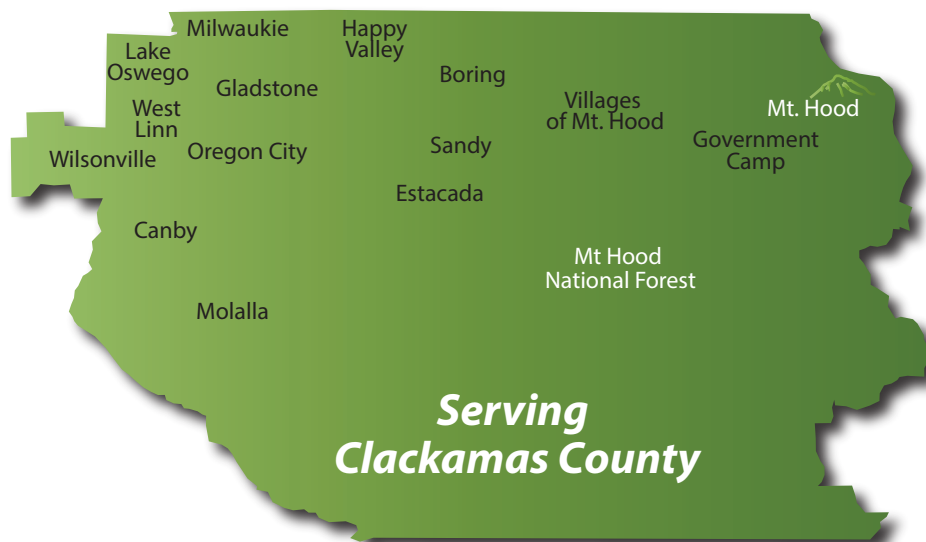 Milwaukie
Happy
Valley
Lake
Oswego
Boring
Gladstone
Villages
of Mt. Hood
Mt. Hood
West
Linn
Wilsonville
Oregon City
Sandy
Government
Camp
Estacada
Canby
Mt Hood
National Forest
Molalla
Serving
Clackamas County